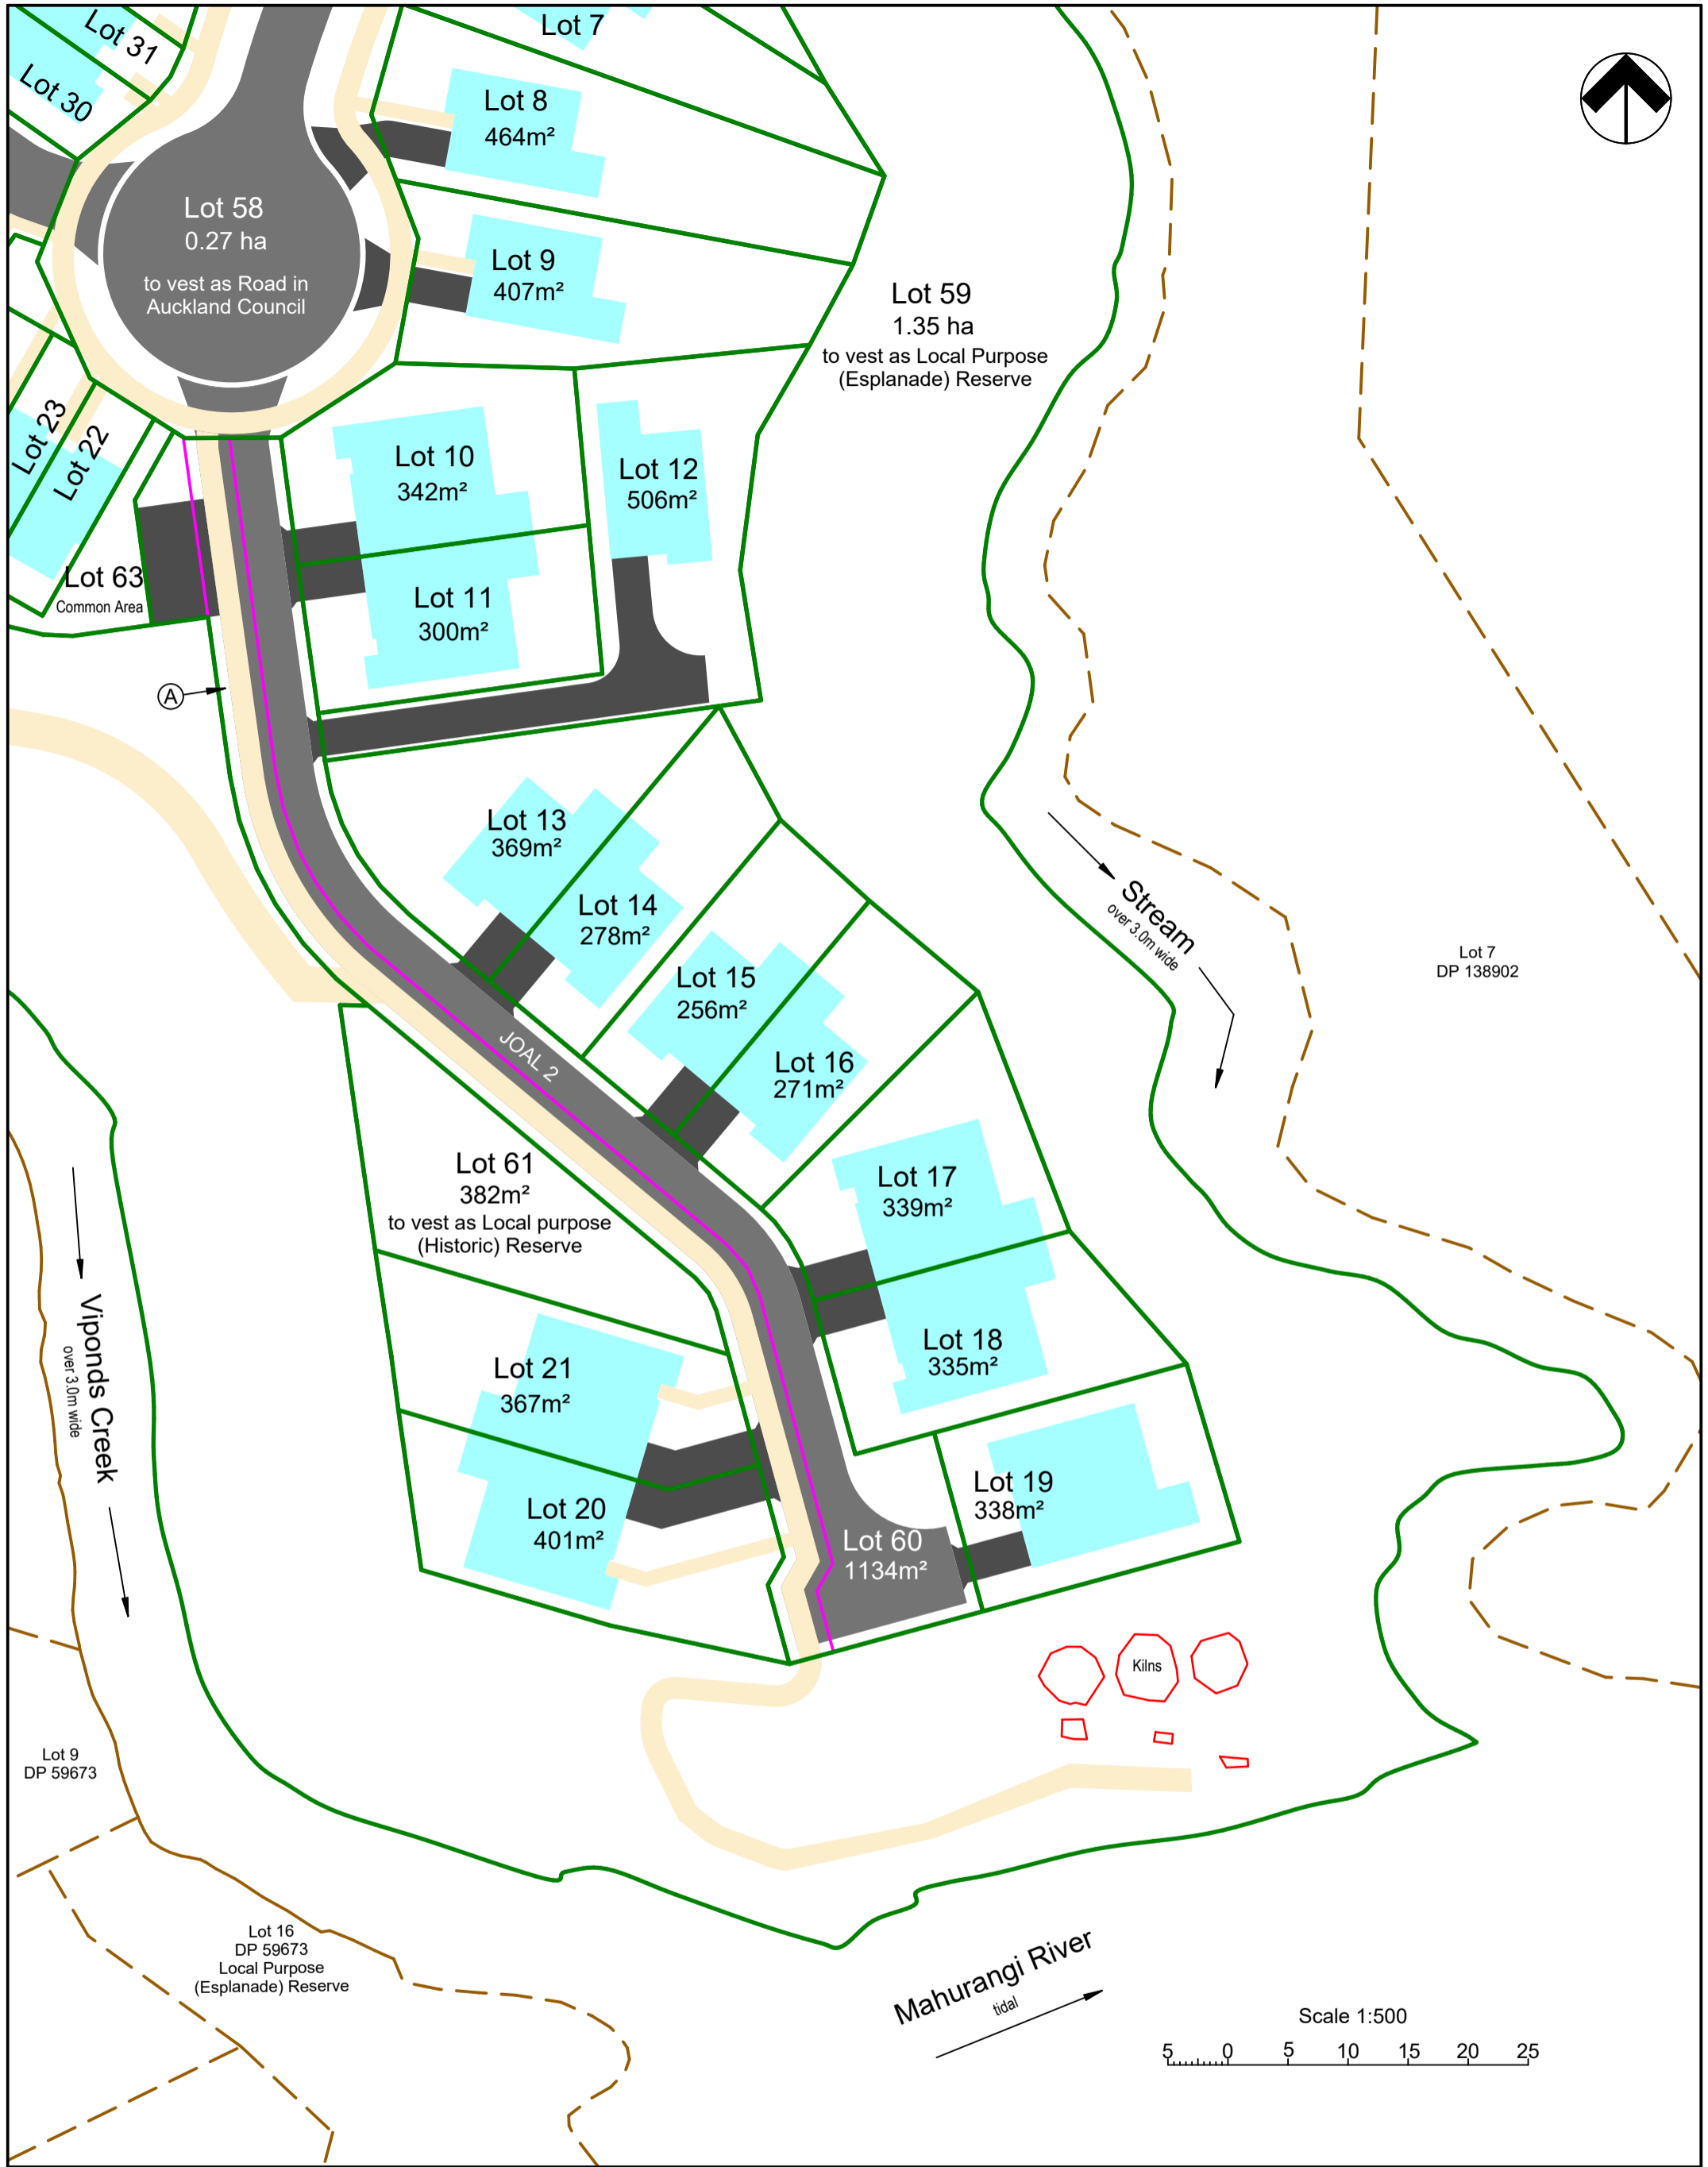 Lot 31
Lot 30
Lot 7
Lot 8
464m²
Lot 58
0.27 ha
to vest as Road in
Auckland Council
Lot 9
407m²
Lot 59
1.35 ha
to vest as Local Purpose
(Esplanade) Reserve
Lot 23
Lot 22
Lot 10
342m²
Lot 12
506m²
Lot 63
Common Area
Lot 11
300m²
A
Lot 13
369m²
Lot 14
278m²
Stream
over 3.0m wide
Lot 7
DP 138902
Lot 15
256m²
JOAL 2
Lot 16
271m²
Lot 61
382m²
to vest as Local purpose
(Historic) Reserve
Lot 17
339m²
Viponds Creek
over 3.0m wide
Lot 18
335m²
Lot 21
367m²
Lot 19
338m²
Lot 20
401m²
Lot 60
1134m²
Kilns
Lot 9
DP 59673
Lot 16
DP 59673
Local Purpose
(Esplanade) Reserve
Mahurangi River
tidal
Scale 1:500
5 0 5 10 15 20 25